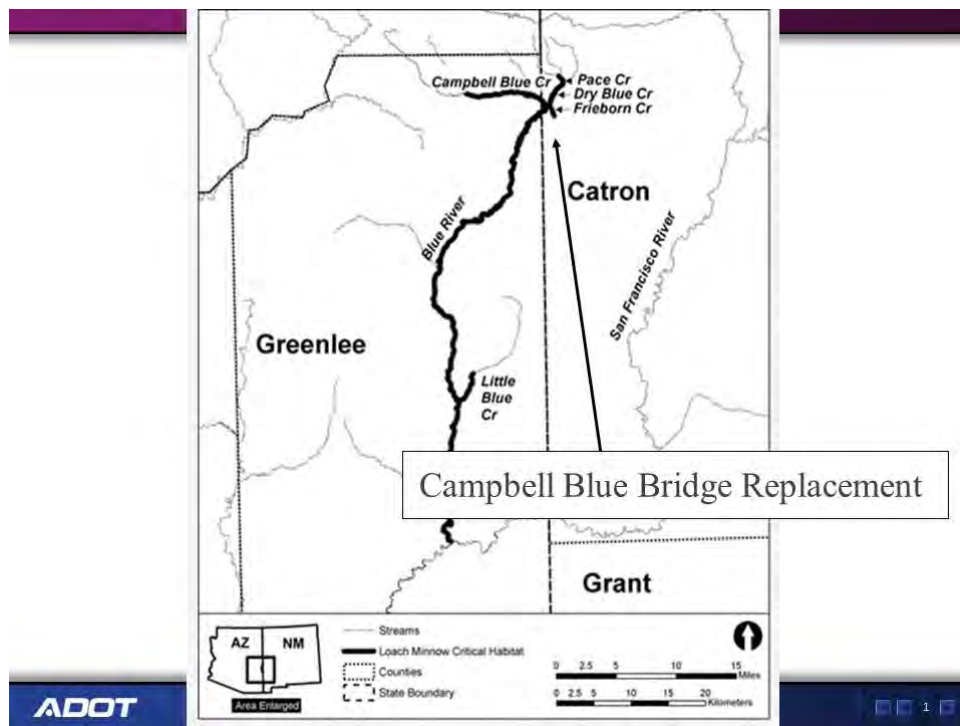 Campbell Blue Cr
Pace Cr
Dry Blue Cr
Frieborn Cr
Catron
Blue River
San Francisco River
Greenlee
Little
Blue
Cr
Campbell Blue Bridge Replacement
Grant
AZ NM
Area Enlarged
Streams
Loach Minnow Critical Habitat
Counties
State Boundary
0 2.5 5 10 15
Miles
0 2.5 5 10 15 20
Kilometers
ADOT
1